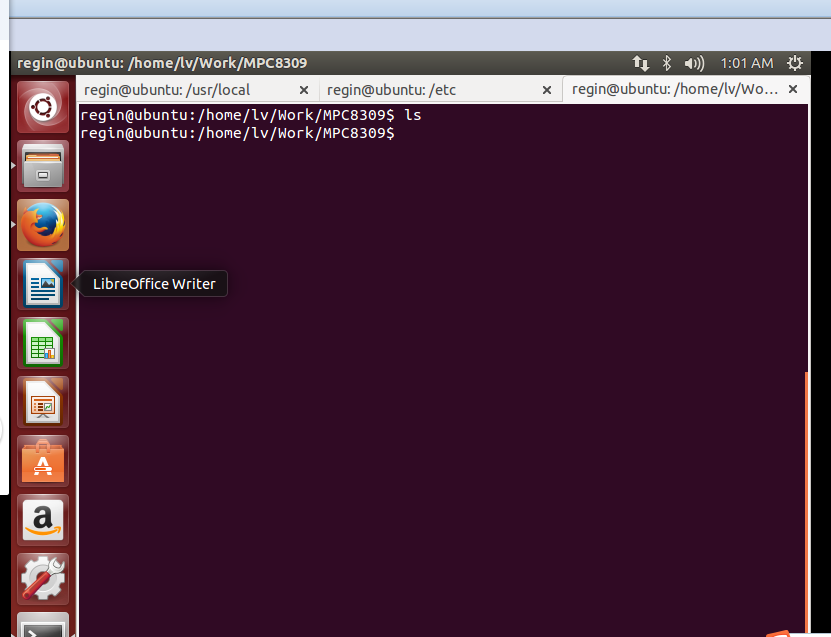 regin@ubuntu: /home/lv/Work/MPC8309
1:01 AM
regin@ubuntu: /usr/local
regin@ubuntu: /etc
regin@ubuntu: /home/lv/Wo...
regin@ubuntu:/home/lv/Work/MPC8309$ ls
regin@ubuntu:/home/lv/Work/MPC8309$
LibreOffice Writer